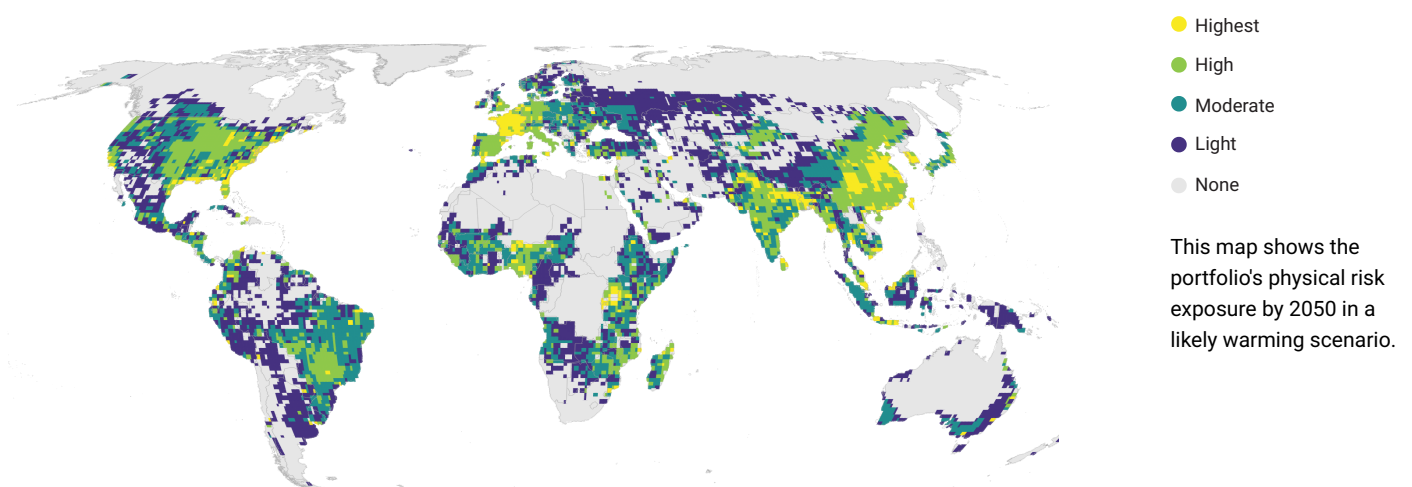 Highest
High
Moderate
Light
None
This map shows the
portfolio's physical risk
exposure by 2050 in a
likely warming scenario.